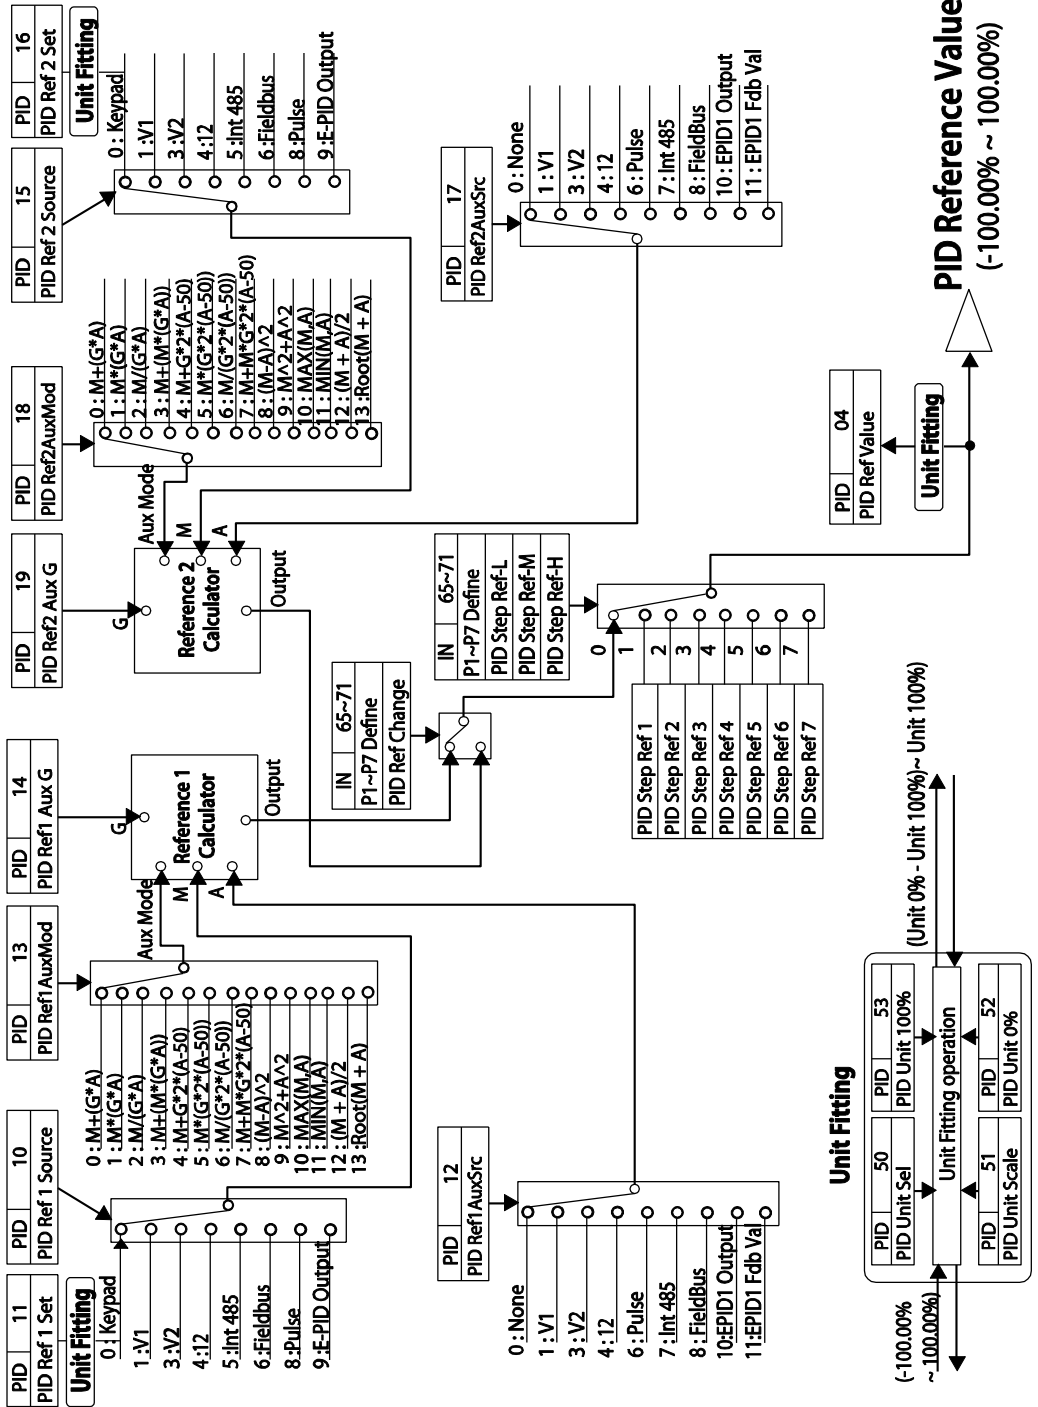 PID 11
PID Ref 1 Set
Unit Fitting
PID 10
PID Ref 1 Source
0 : Keypad
1 :V1
3 :V2
4 :12
5 :Int 485
6 :Fieldbus
8 :Pulse
9 :E-PID Output
PID 13
PID Ref1AuxMod
0 : M+(G*A)
1 : M*(G*A)
2 : M/(G*A)
3 : M+(M*(G*A))
4 : M+G*2*(A-50)
5 : M*(G*2*(A-50))
6 : M/(G*2*(A-50))
7 : M+M*G*2*(A-50)
8 : (M-A)^2
9 : M^2+A^2
10 : MAX(M,A)
11 : MIN(M,A)
12 : (M + A)/2
13 :Root(M + A)
PID 14
PID Ref1 Aux G
Aux Mode
M
A
G
Reference 1
Calculator
Output
PID 12
PID Ref1AuxSrc
0 : None
1 : V1
3 : V2
4 : 12
6 : Pulse
7 : Int 485
8 : FieldBus
10:EPID1 Output
11:EPID1 Fdb Val
PID 19
PID Ref2 Aux G
G
Reference 2
Calculator
Output
Aux Mode
M
A
PID 18
PID Ref2AuxMod
0 : M+(G*A)
1 : M*(G*A)
2 : M/(G*A)
3 : M+(M*(G*A))
4 : M+G*2*(A-50)
5 : M*(G*2*(A-50))
6 : M/(G*2*(A-50))
7 : M+M*G*2*(A-50)
8 : (M-A)^2
9 : M^2+A^2
10 : MAX(M,A)
11 : MIN(M,A)
12 : (M + A)/2
13 :Root(M + A)
PID 15
PID Ref 2 Source
PID 16
PID Ref 2 Set
Unit Fitting
0 : Keypad
1 :V1
3 :V2
4 :12
5 :Int 485
6 :Fieldbus
8 :Pulse
9 :E-PID Output
PID 17
PID Ref2AuxSrc
0 : None
1 : V1
3 : V2
4 : 12
6 : Pulse
7 : Int 485
8 : FieldBus
10 : EPID1 Output
11 : EPID1 Fdb Val
IN 65~71
P1~P7 Define
PID Ref Change
IN 65~71
P1~P7 Define
PID Step Ref-L
PID Step Ref-M
PID Step Ref-H
0
1
2
3
4
5
6
7
PID Step Ref 1
PID Step Ref 2
PID Step Ref 3
PID Step Ref 4
PID Step Ref 5
PID Step Ref 6
PID Step Ref 7
PID 04
PID Ref Value
Unit Fitting
PID Reference Value
(-100.00% ~ 100.00%)
Unit Fitting
PID 50
PID Unit Sel
PID 53
PID Unit 100%
Unit Fitting operation
PID 51
PID Unit Scale
PID 52
PID Unit 0%
(-100.00%
~ 100.00%)
(Unit 0% - Unit 100%)~ Unit 100%)